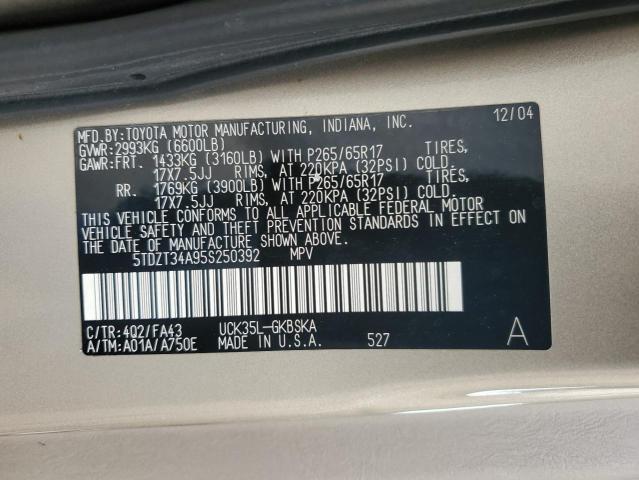 MFD.BY:TOYOTA MOTOR MANUFACTURING, INDIANA, INC. 12/04
GVWR:2993KG (6600LB)
GAWR:FRT. 1433KG (3160LB) WITH P265/65R17 TIRES,
17X7.5JJ RIMS, AT 220KPA (32PSI) COLD.
RR. 1769KG (3900LB) WITH P265/65R17 TIRES,
17X7.5JJ RIMS, AT 220KPA (32PSI) COLD.
THIS VEHICLE CONFORMS TO ALL APPLICABLE FEDERAL MOTOR
VEHICLE SAFETY AND THEFT PREVENTION STANDARDS IN EFFECT ON
THE DATE OF MANUFACTURE SHOWN ABOVE.
5TDZT34A95S250392 MPV
C/TR:4Q2/FA43 UCK35L-GKBSKA
A/TM:A01A/A750E MADE IN U.S.A. 527 A